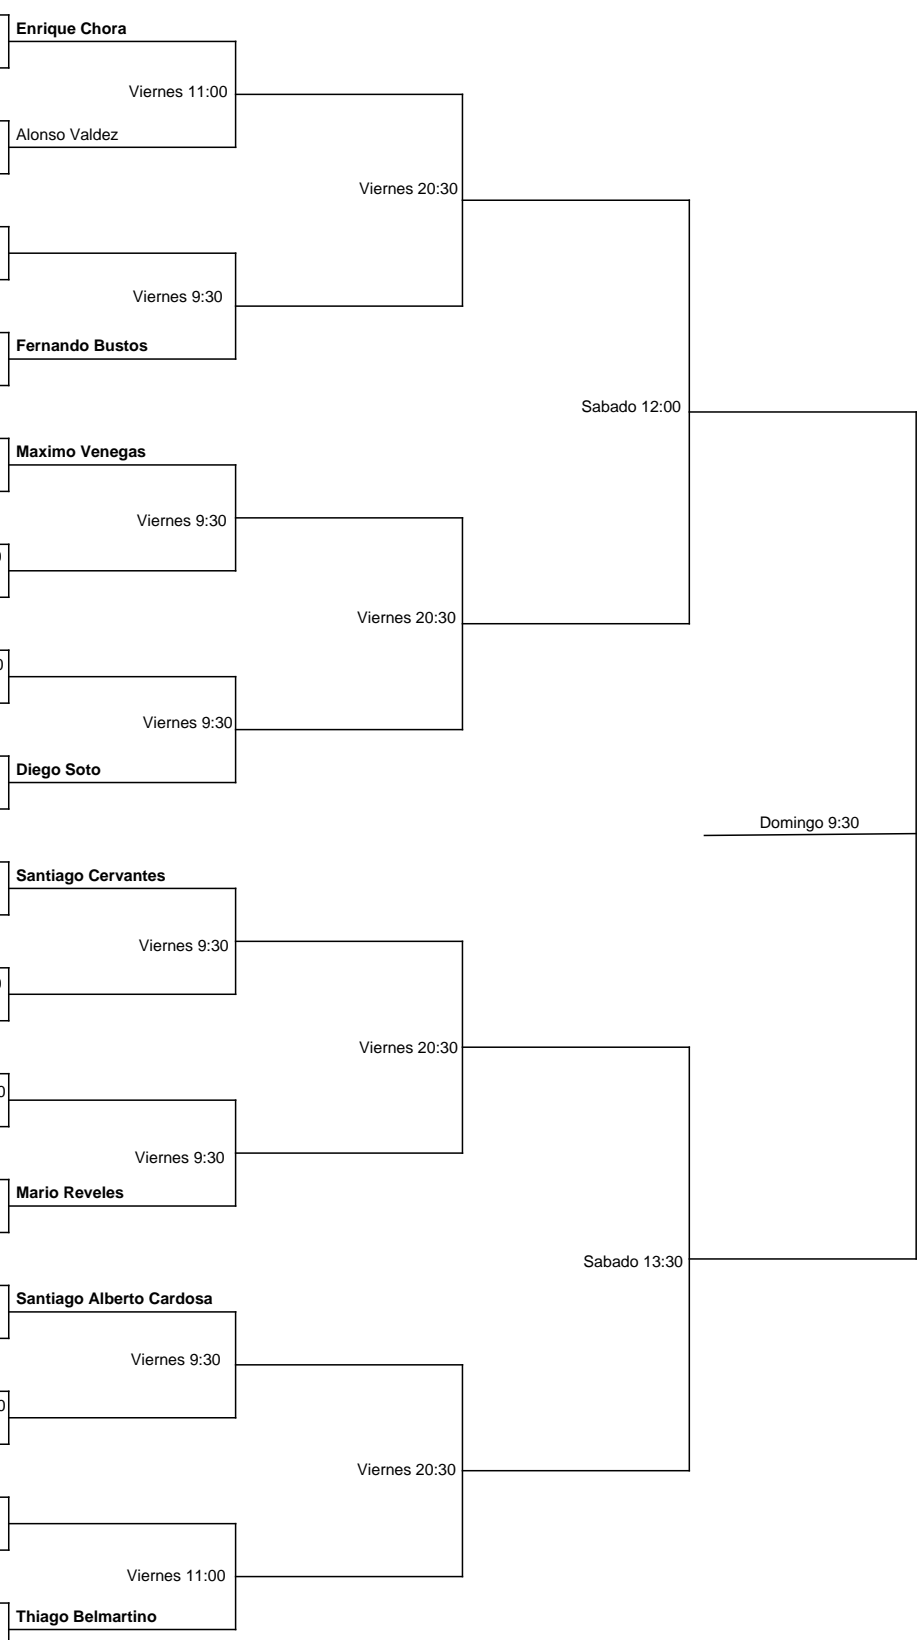 Enrique Chora
Viernes 11:00
Alonso Valdez
Viernes 20:30
Viernes 9:30
Fernando Bustos
Sabado 12:00
Maximo Venegas
Viernes 9:30
Viernes 20:30
Viernes 9:30
Diego Soto
Domingo 9:30
Santiago Cervantes
Viernes 9:30
Viernes 20:30
Viernes 9:30
Mario Reveles
Sabado 13:30
Santiago Alberto Cardosa
Viernes 9:30
Viernes 20:30
Viernes 11:00
Thiago Belmartino